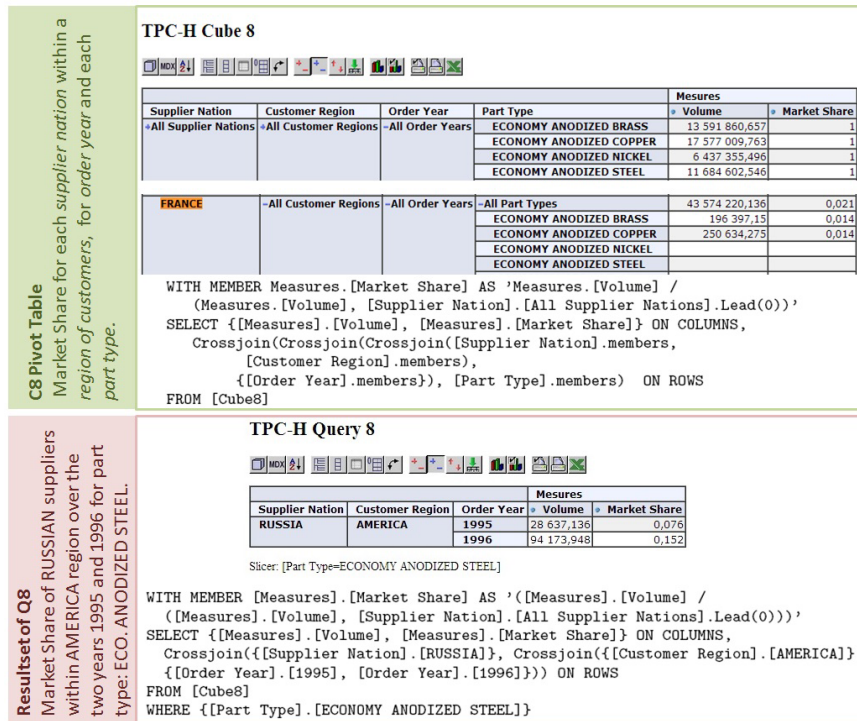 C8 Pivot Table
Market Share for each supplier nation within a
region of customers, for order year and each
part type.
TPC-H Cube 8
MDX
Mesures
Supplier Nation Customer Region Order Year Part Type Volume Market Share
+All Supplier Nations +All Customer Regions -All Order Years ECONOMY ANODIZED BRASS 13 591 860,657 1
ECONOMY ANODIZED COPPER 17 577 009,763 1
ECONOMY ANODIZED NICKEL 6 437 355,496 1
ECONOMY ANODIZED STEEL 11 684 602,546 1
FRANCE -All Customer Regions -All Order Years -All Part Types 43 574 220,136 0,021
ECONOMY ANODIZED BRASS 196 397,15 0,014
ECONOMY ANODIZED COPPER 250 634,275 0,014
ECONOMY ANODIZED NICKEL
ECONOMY ANODIZED STEEL
WITH MEMBER Measures.[Market Share] AS 'Measures.[Volume] /
(Measures.[Volume], [Supplier Nation].[All Supplier Nations].Lead(0))'
SELECT {[Measures].[Volume], [Measures].[Market Share]} ON COLUMNS,
Crossjoin(Crossjoin(Crossjoin([Supplier Nation].members,
[Customer Region].members),
{[Order Year].members}), [Part Type].members) ON ROWS
FROM [Cube8]
Resultset of Q8
Market Share of RUSSIAN suppliers
within AMERICA region over the
two years 1995 and 1996 for part
type: ECO. ANODIZED STEEL.
TPC-H Query 8
MDX
Mesures
Supplier Nation Customer Region Order Year Volume Market Share
RUSSIA AMERICA 1995 28 637,136 0,076
1996 94 173,948 0,152
Slicer: [Part Type=ECONOMY ANODIZED STEEL]
WITH MEMBER [Measures].[Market Share] AS '([Measures].[Volume] /
([Measures].[Volume], [Supplier Nation].[All Supplier Nations].Lead(0)))'
SELECT {[Measures].[Volume], [Measures].[Market Share]} ON COLUMNS,
Crossjoin({[Supplier Nation].[RUSSIA]}, Crossjoin({[Customer Region].[AMERICA]}
{[Order Year].[1995], [Order Year].[1996]})) ON ROWS
FROM [Cube8]
WHERE {[Part Type].[ECONOMY ANODIZED STEEL]}